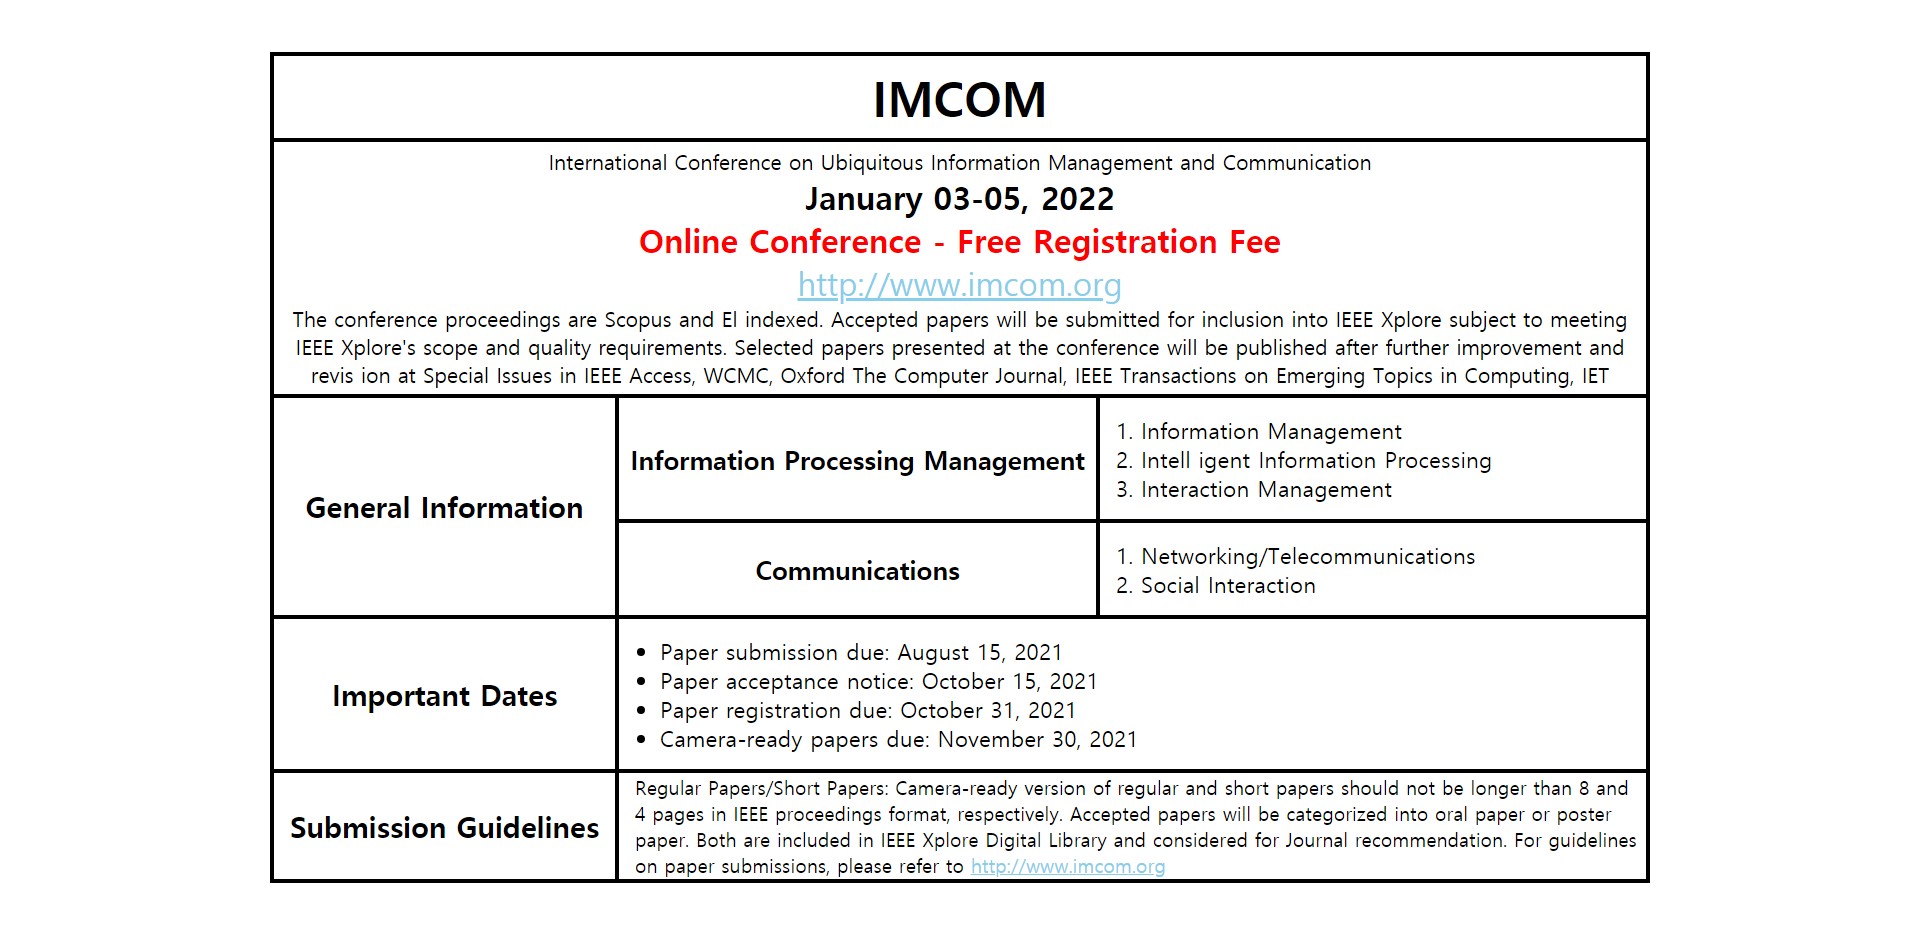 IMCOM
International Conference on Ubiquitous Information Management and Communication
January 03-05, 2022
Online Conference - Free Registration Fee
http://www.imcom.org
The conference proceedings are Scopus and El indexed. Accepted papers will be submitted for inclusion into IEEE Xplore subject to meeting
IEEE Xplore's scope and quality requirements. Selected papers presented at the conference will be published after further improvement and
revis ion at Special Issues in IEEE Access, WCMC, Oxford The Computer Journal, IEEE Transactions on Emerging Topics in Computing, IET
General Information
Information Processing Management
1. Information Management
2. Intell igent Information Processing
3. Interaction Management
Communications
1. Networking/Telecommunications
2. Social Interaction
Important Dates
• Paper submission due: August 15, 2021
• Paper acceptance notice: October 15, 2021
• Paper registration due: October 31, 2021
• Camera-ready papers due: November 30, 2021
Submission Guidelines
Regular Papers/Short Papers: Camera-ready version of regular and short papers should not be longer than 8 and
4 pages in IEEE proceedings format, respectively. Accepted papers will be categorized into oral paper or poster
paper. Both are included in IEEE Xplore Digital Library and considered for Journal recommendation. For guidelines
on paper submissions, please refer to http://www.imcom.org